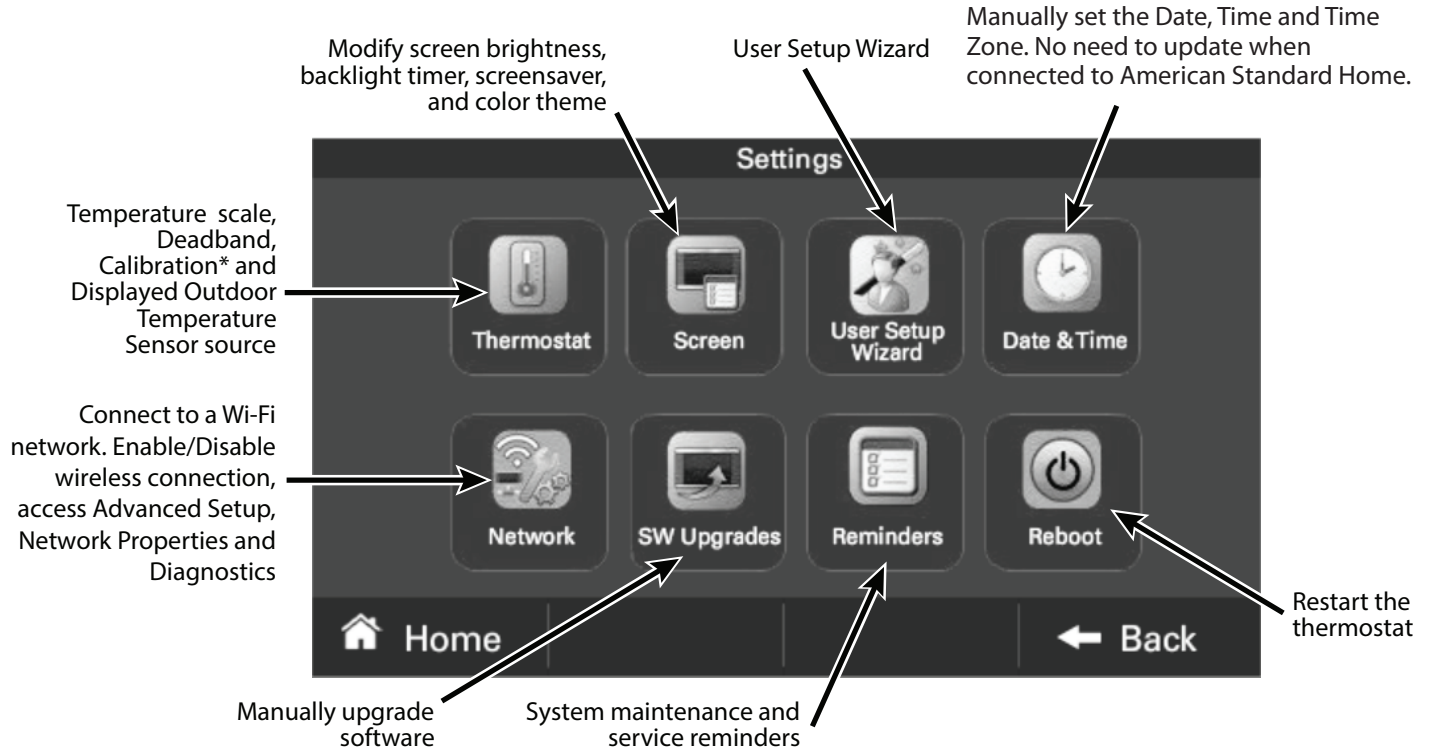 Manually set the Date, Time and Time
Zone. No need to update when
connected to American Standard Home.
Modify screen brightness,
backlight timer, screensaver,
and color theme
User Setup Wizard
Settings
Temperature scale,
Deadband,
Calibration* and
Displayed Outdoor
Temperature
Sensor source
Thermostat
Screen
User Setup
Wizard
Date & Time
Connect to a Wi-Fi
network. Enable/Disable
wireless connection,
access Advanced Setup,
Network Properties and
Diagnostics
Network
SW Upgrades
Reminders
Reboot
Restart the
thermostat
Home
Back
Manually upgrade
software
System maintenance and
service reminders